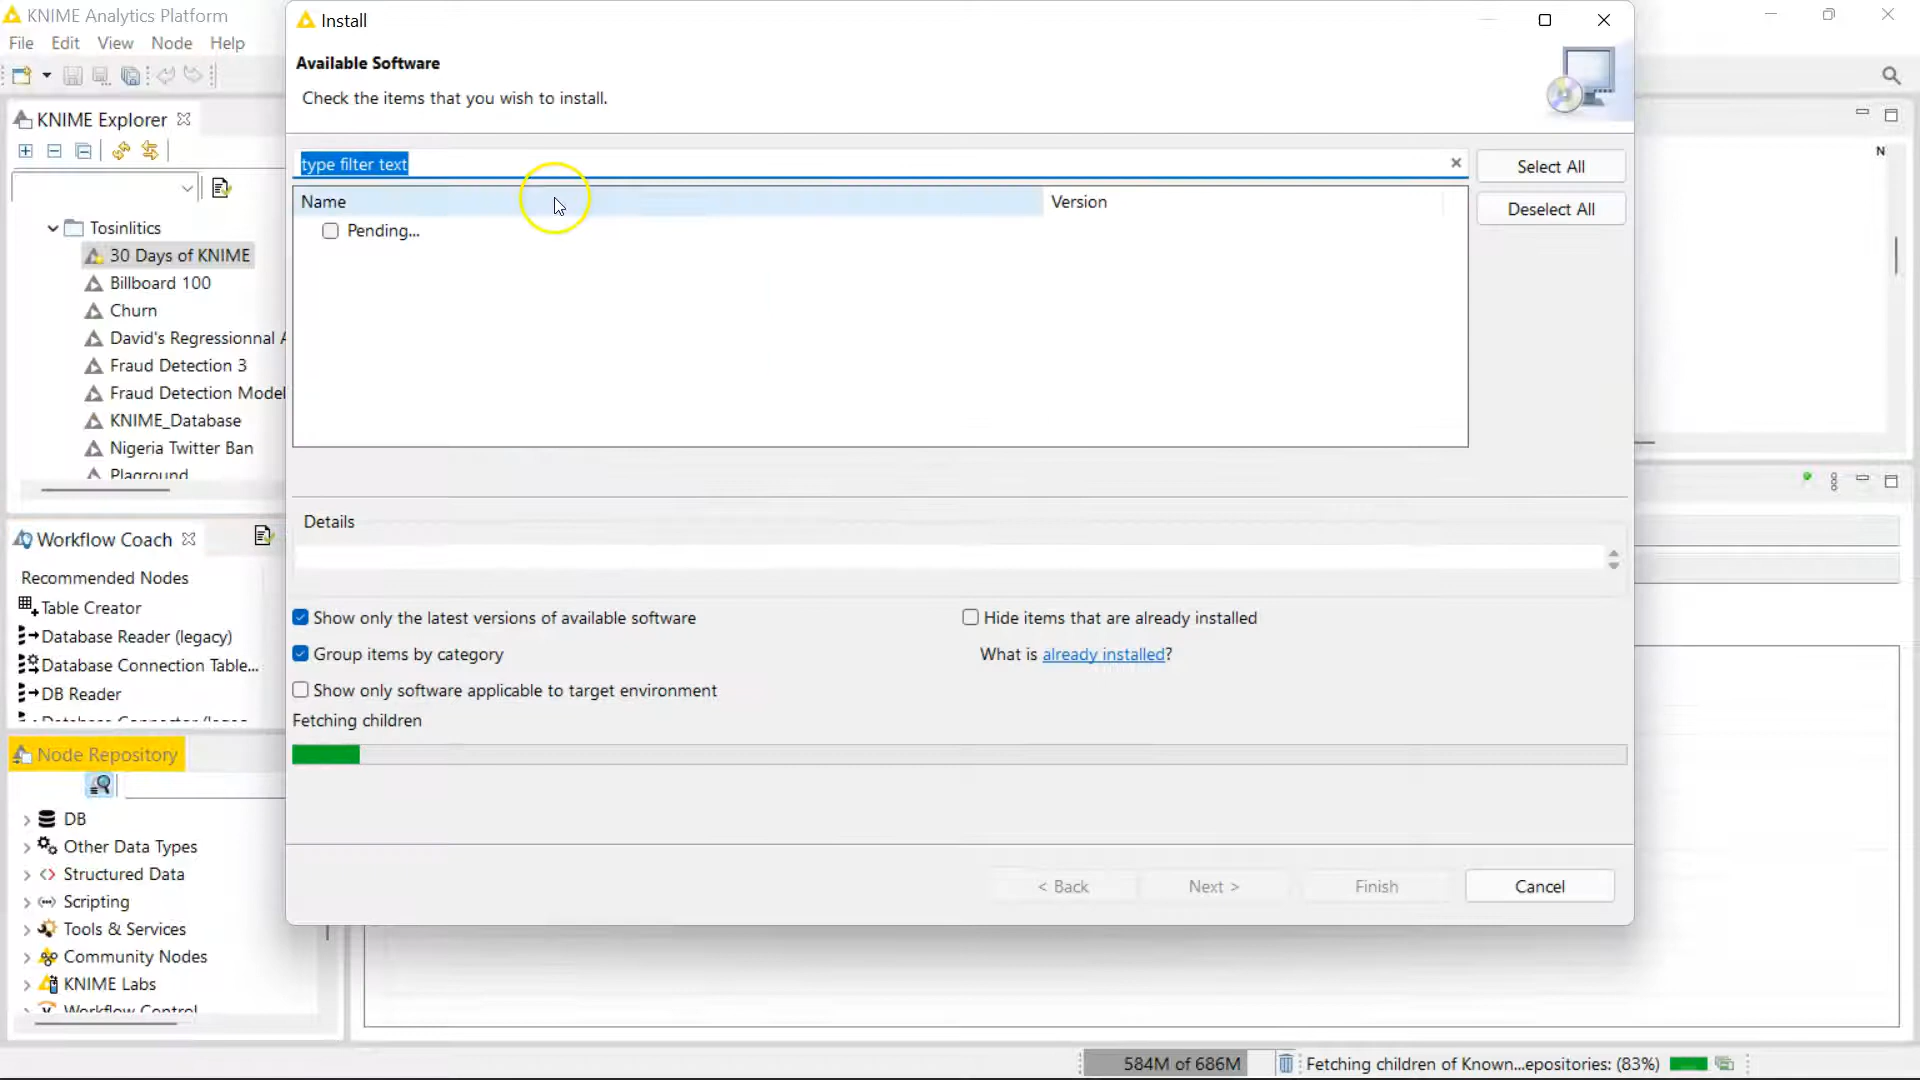 KNIME Analytics Platform
File Edit View Node Help
KNIME Explorer
Tosinlitics
30 Days of KNIME
Billboard 100
Churn
David's Regressionnal A
Fraud Detection 3
Fraud Detection Model
KNIME_Database
Nigeria Twitter Ban
Plaground
Workflow Coach
Recommended Nodes
Table Creator
Database Reader (legacy)
Database Connection Table...
DB Reader
Database Connector (legac
Node Repository
DB
Other Data Types
Structured Data
Scripting
Tools & Services
Community Nodes
KNIME Labs
Workflow Control
Install
Available Software
Check the items that you wish to install.
type filter text
Select All
Deselect All
Name Version
Pending...
Details
Show only the latest versions of available software
Hide items that are already installed
Group items by category
What is already installed?
Show only software applicable to target environment
Fetching children
< Back Next > Finish Cancel
N
584M of 686M
Fetching children of Known...epositories: (83%)